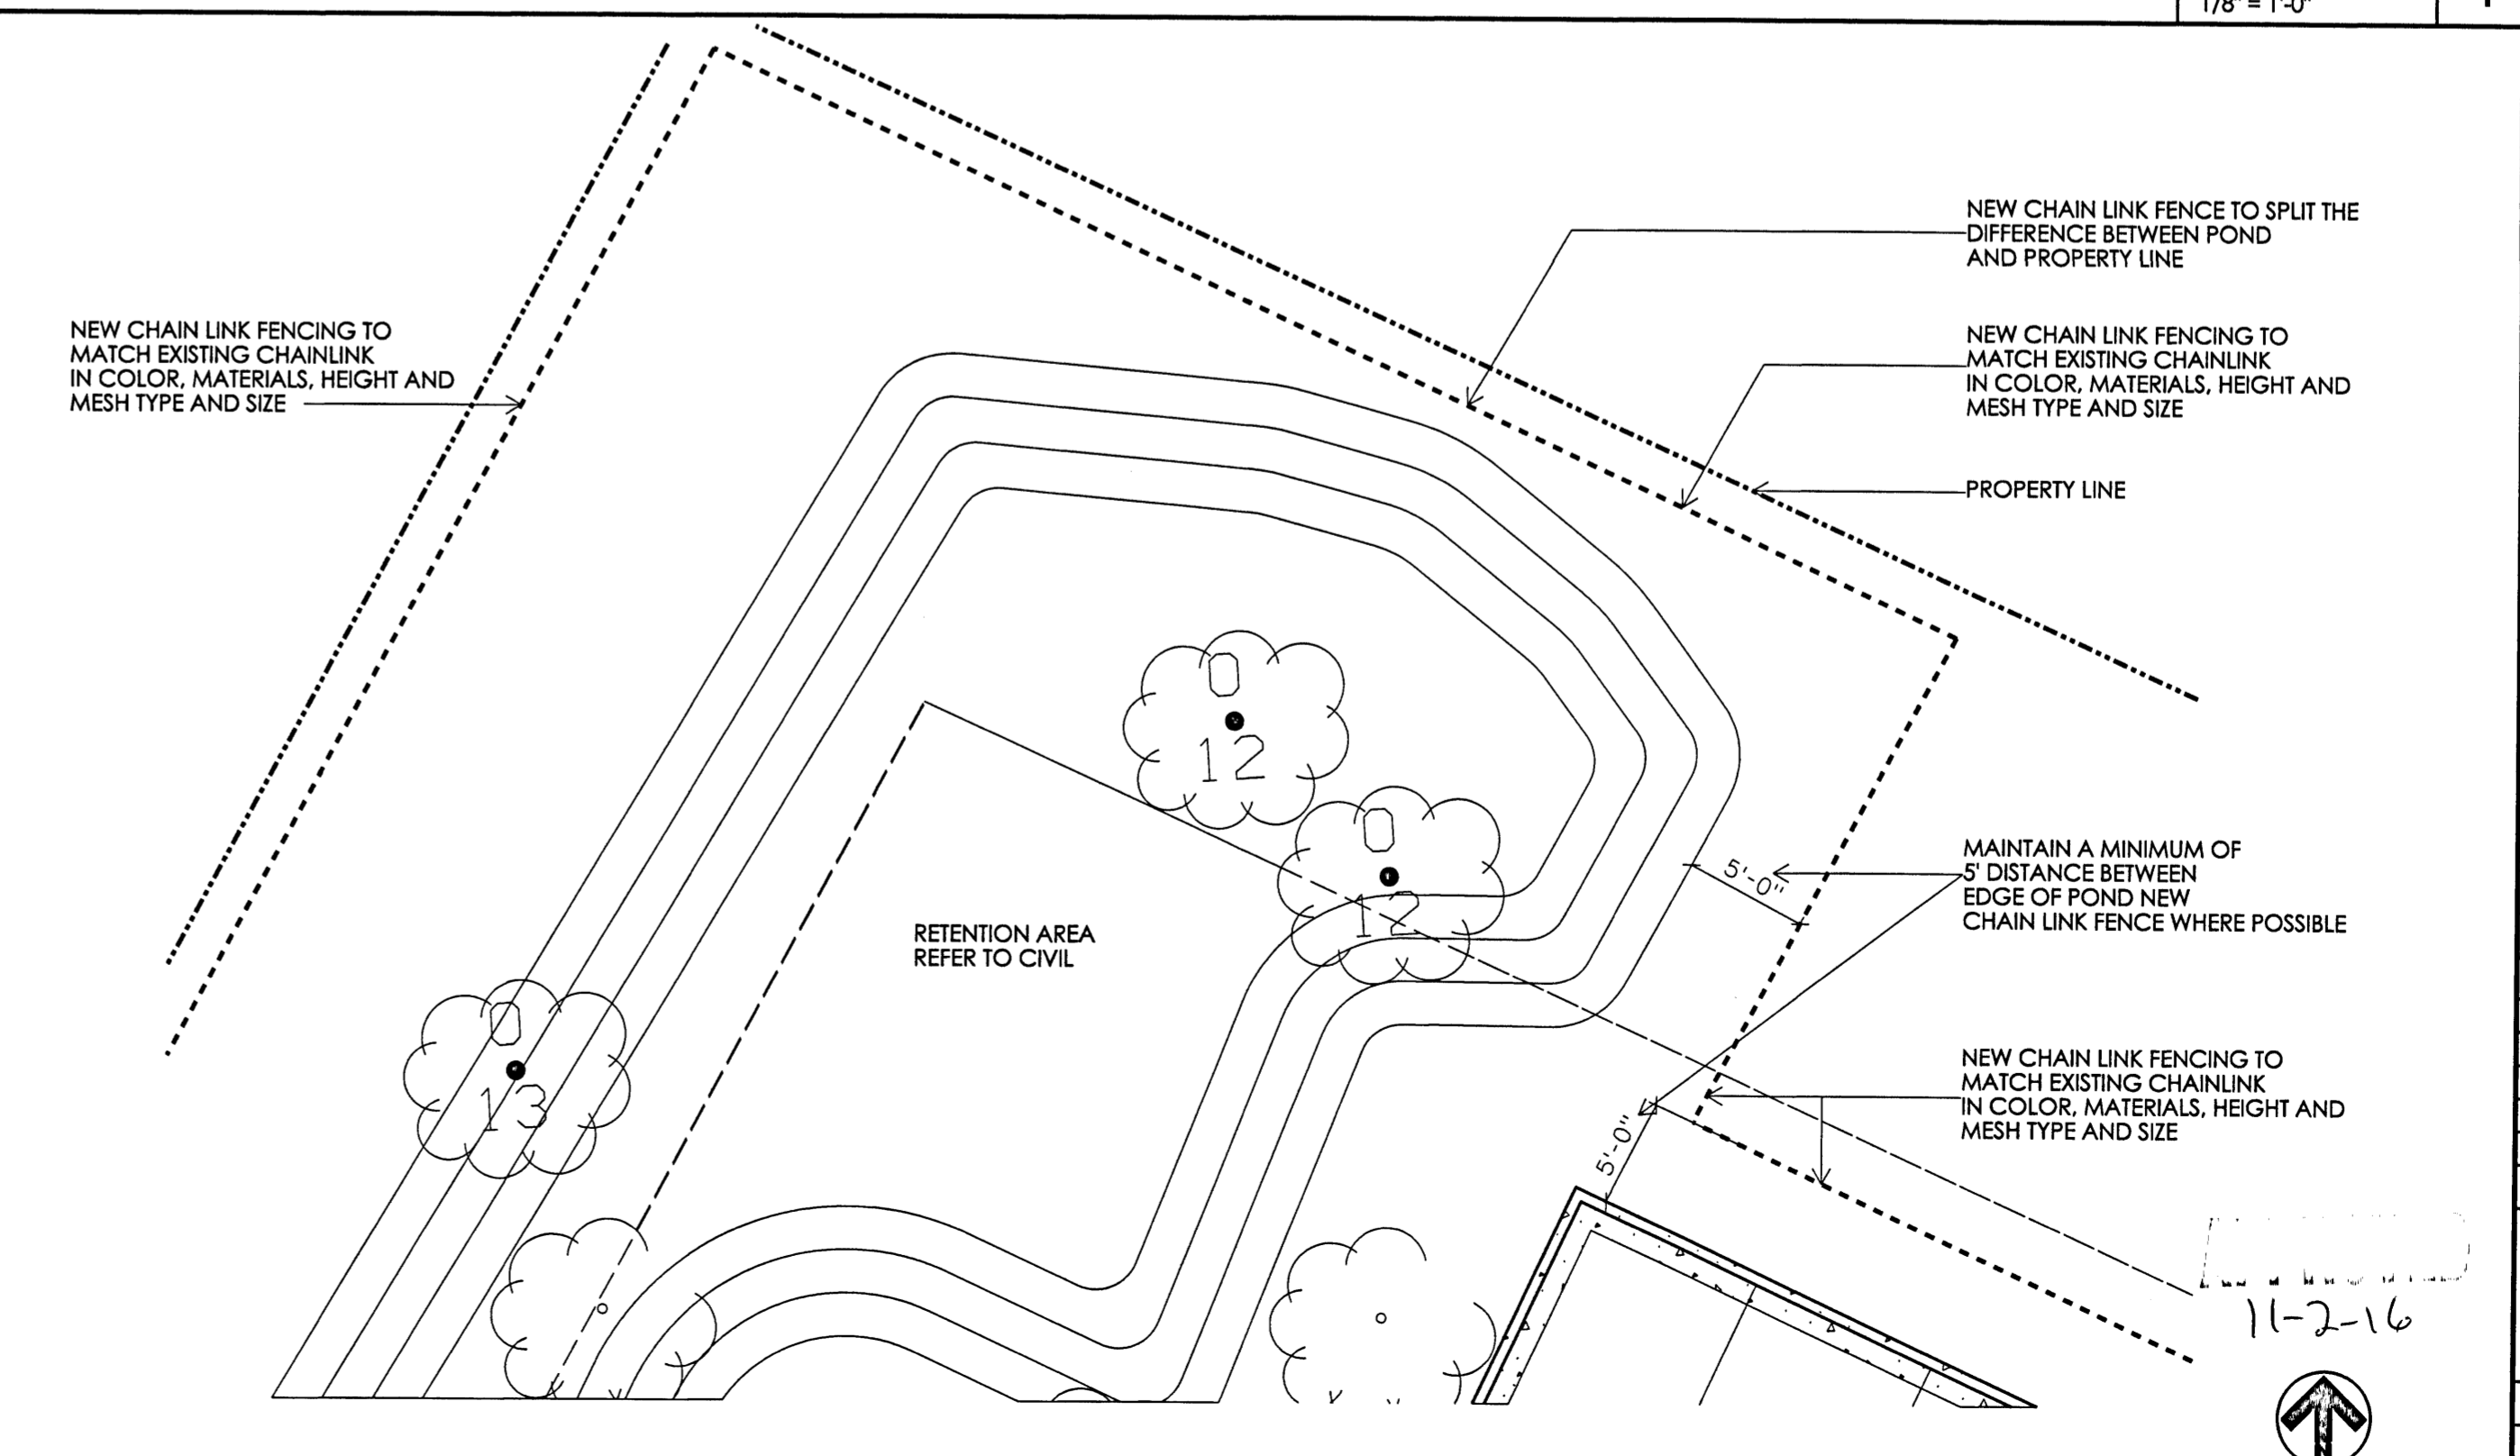 1/8" = 1'-0"
NEW CHAIN LINK FENCE TO SPLIT THE
DIFFERENCE BETWEEN POND
AND PROPERTY LINE
NEW CHAIN LINK FENCING TO
MATCH EXISTING CHAINLINK
IN COLOR, MATERIALS, HEIGHT AND
MESH TYPE AND SIZE
NEW CHAIN LINK FENCING TO
MATCH EXISTING CHAINLINK
IN COLOR, MATERIALS, HEIGHT AND
MESH TYPE AND SIZE
PROPERTY LINE
0
12
0
12
MAINTAIN A MINIMUM OF
5' DISTANCE BETWEEN
EDGE OF POND NEW
CHAIN LINK FENCE WHERE POSSIBLE
5'-0"
RETENTION AREA
REFER TO CIVIL
0
13
NEW CHAIN LINK FENCING TO
MATCH EXISTING CHAINLINK
IN COLOR, MATERIALS, HEIGHT AND
MESH TYPE AND SIZE
5'-0"
11-2-16